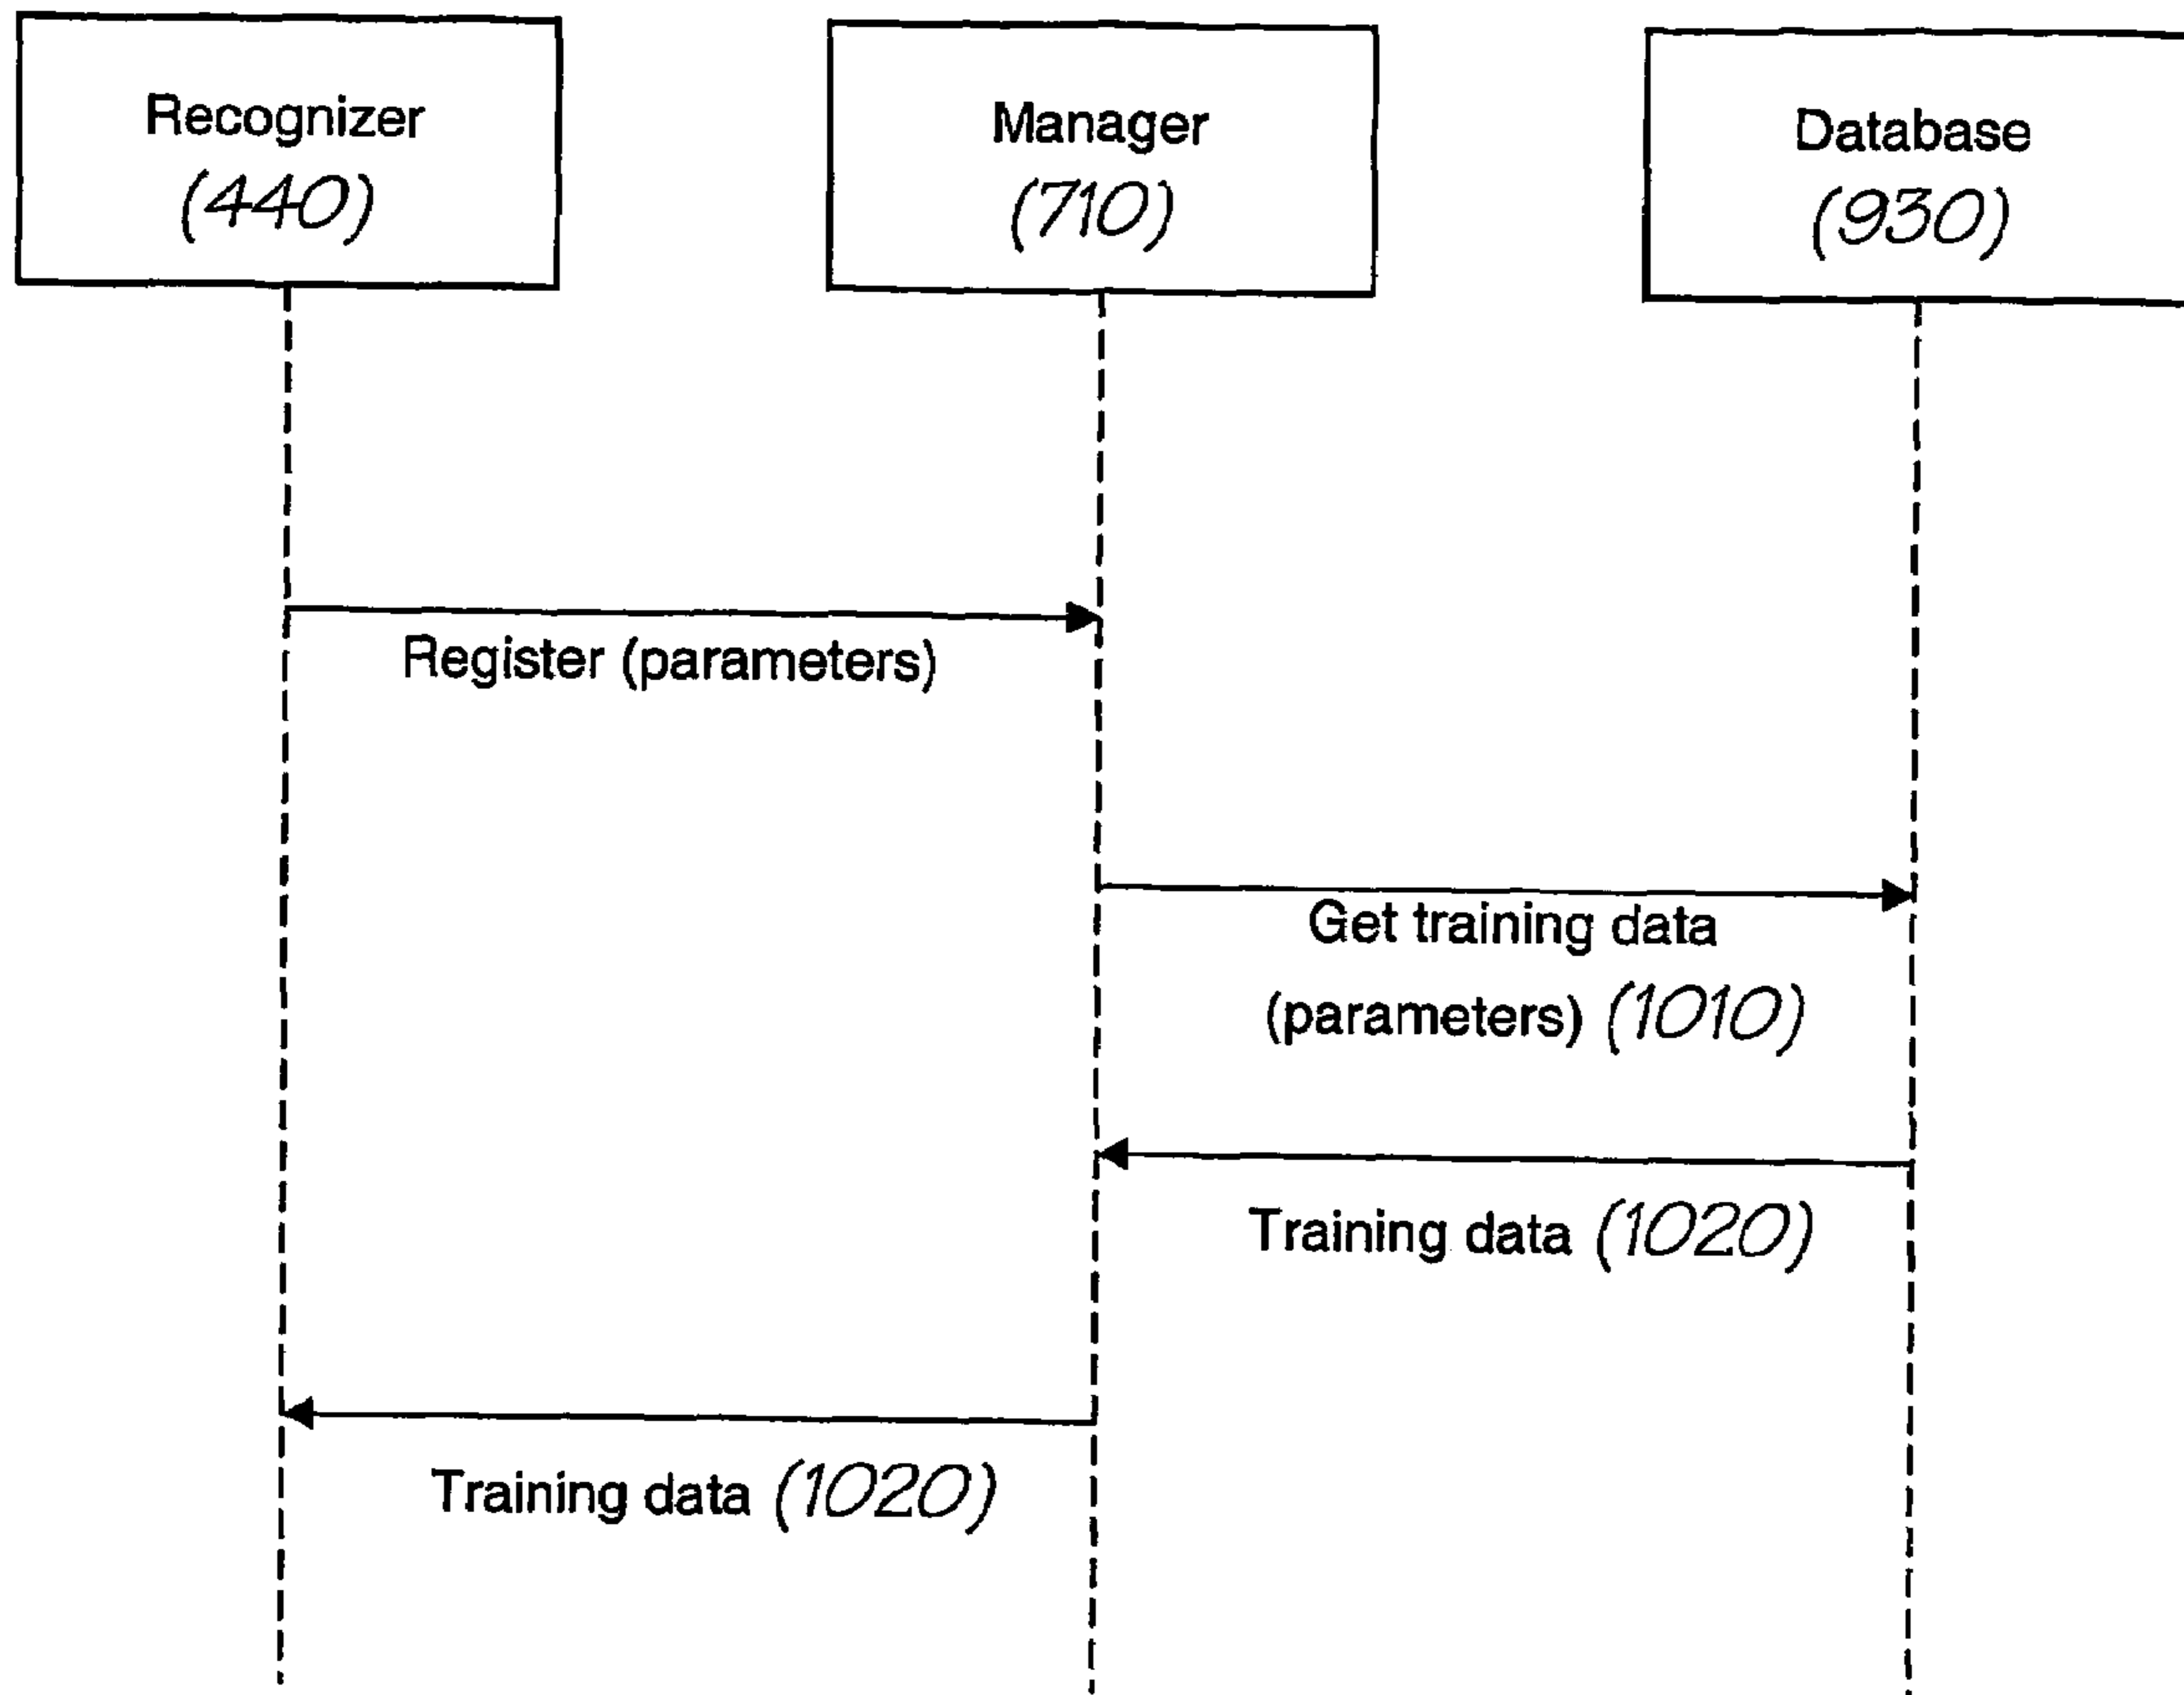 Recognizer
(440)
Manager
(710)
Database
(930)
Register (parameters)
Get training data
(parameters) (1010)
Training data (1020)
Training data (1020)